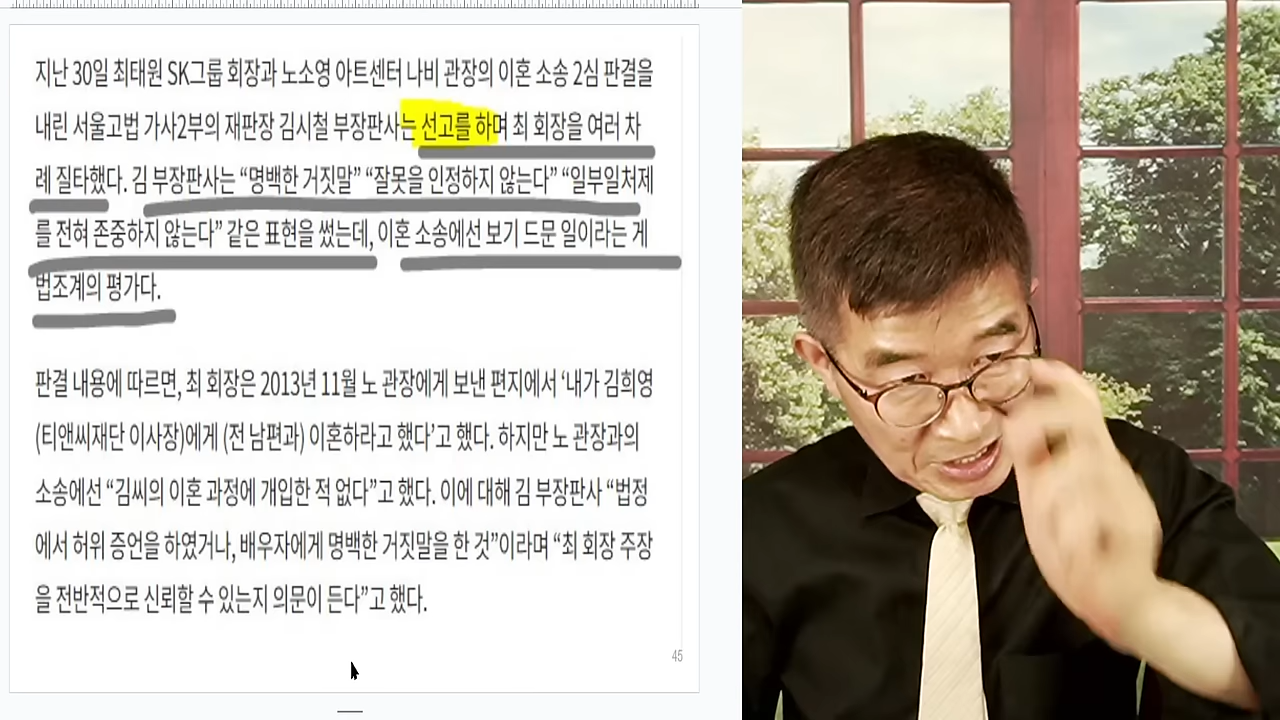 지난 30일 최태원 SK그룹 회장과 노소영 아트센터 나비 관장의 이혼 소송 2심 판결을
내린 서울고법 가사2부의 재판장 김시철 부장판사는 선고를 하며 최 회장을 여러 차
례 질타했다. 김 부장판사는 “명백한 거짓말” “잘못을 인정하지 않는다” “일부일처제
를 전혀 존중하지 않는다” 같은 표현을 썼는데, 이혼 소송에선 보기 드문 일이라는 게
법조계의 평가다.
판결 내용에 따르면, 최 회장은 2013년 11월 노 관장에게 보낸 편지에서 ‘내가 김희영
(티앤씨재단 이사장)에게 (전 남편과) 이혼하라고 했다’고 했다. 하지만 노 관장과의
소송에선 “김씨의 이혼 과정에 개입한 적 없다”고 했다. 이에 대해 김 부장판사 “법정
에서 허위 증언을 하였거나, 배우자에게 명백한 거짓말을 한 것”이라며 “최 회장 주장
을 전반적으로 신뢰할 수 있는지 의문이 든다”고 했다.
45